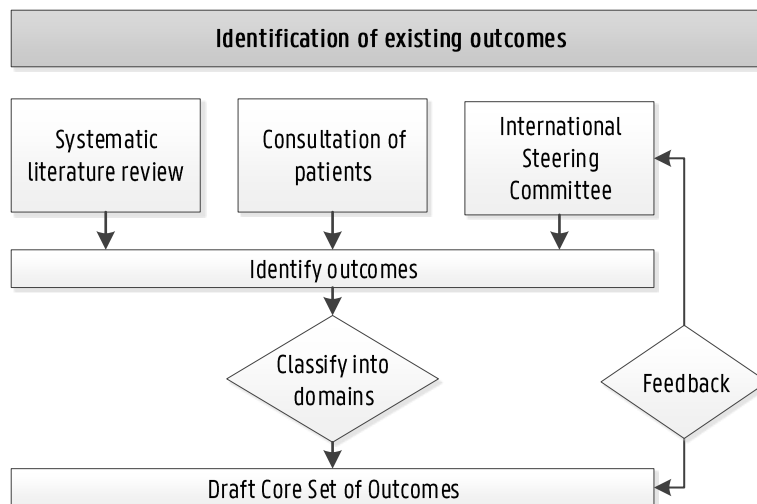 Identification of existing outcomes
Systematic
literature review
Consultation of
patients
International
Steering
Committee
Identify outcomes
Classify into
domains
Feedback
Draft Core Set of Outcomes